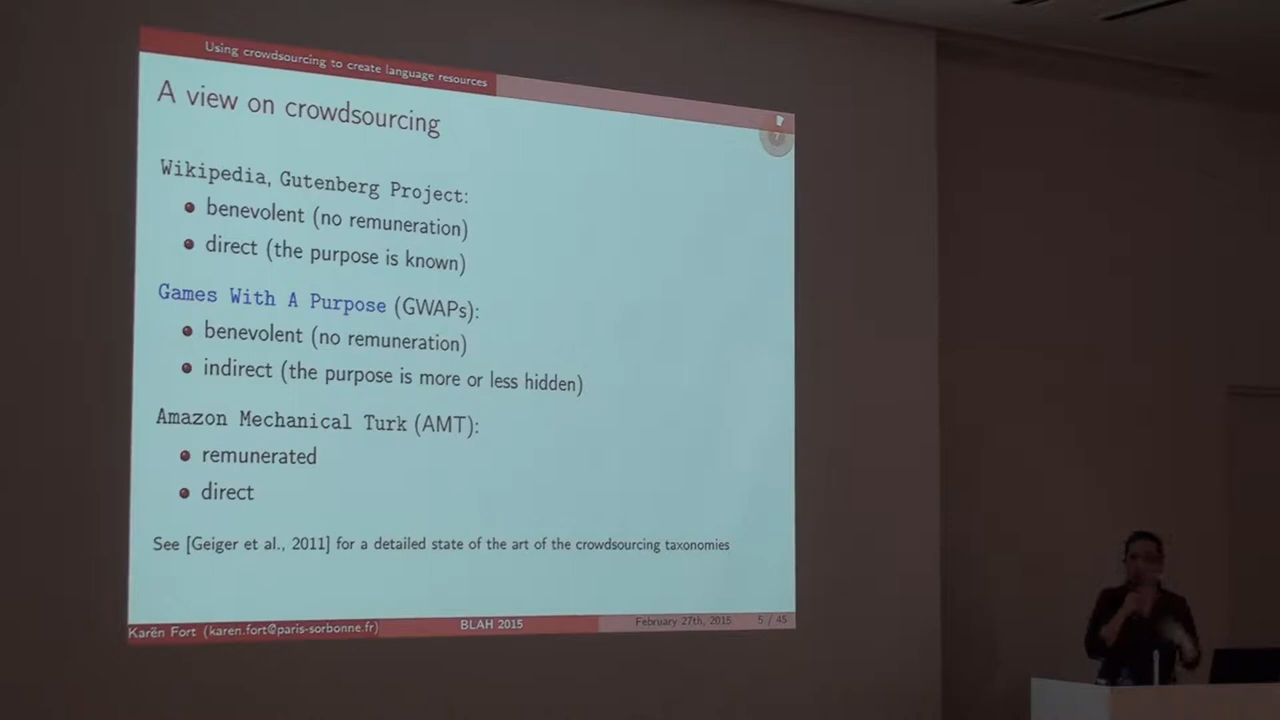 Using crowdsourcing to create language resources
A view on crowdsourcing
Wikipedia, Gutenberg Project:
benevolent (no remuneration)
direct (the purpose is known)
Games With A Purpose (GWAPs):
benevolent (no remuneration)
indirect (the purpose is more or less hidden)
Amazon Mechanical Turk (AMT):
remunerated
direct
See [Geiger et al., 2011] for a detailed state of the art of the crowdsourcing taxonomies
Karën Fort (karen.fort@paris-sorbonne.fr) BLAH 2015 February 27th, 2015 5 / 45